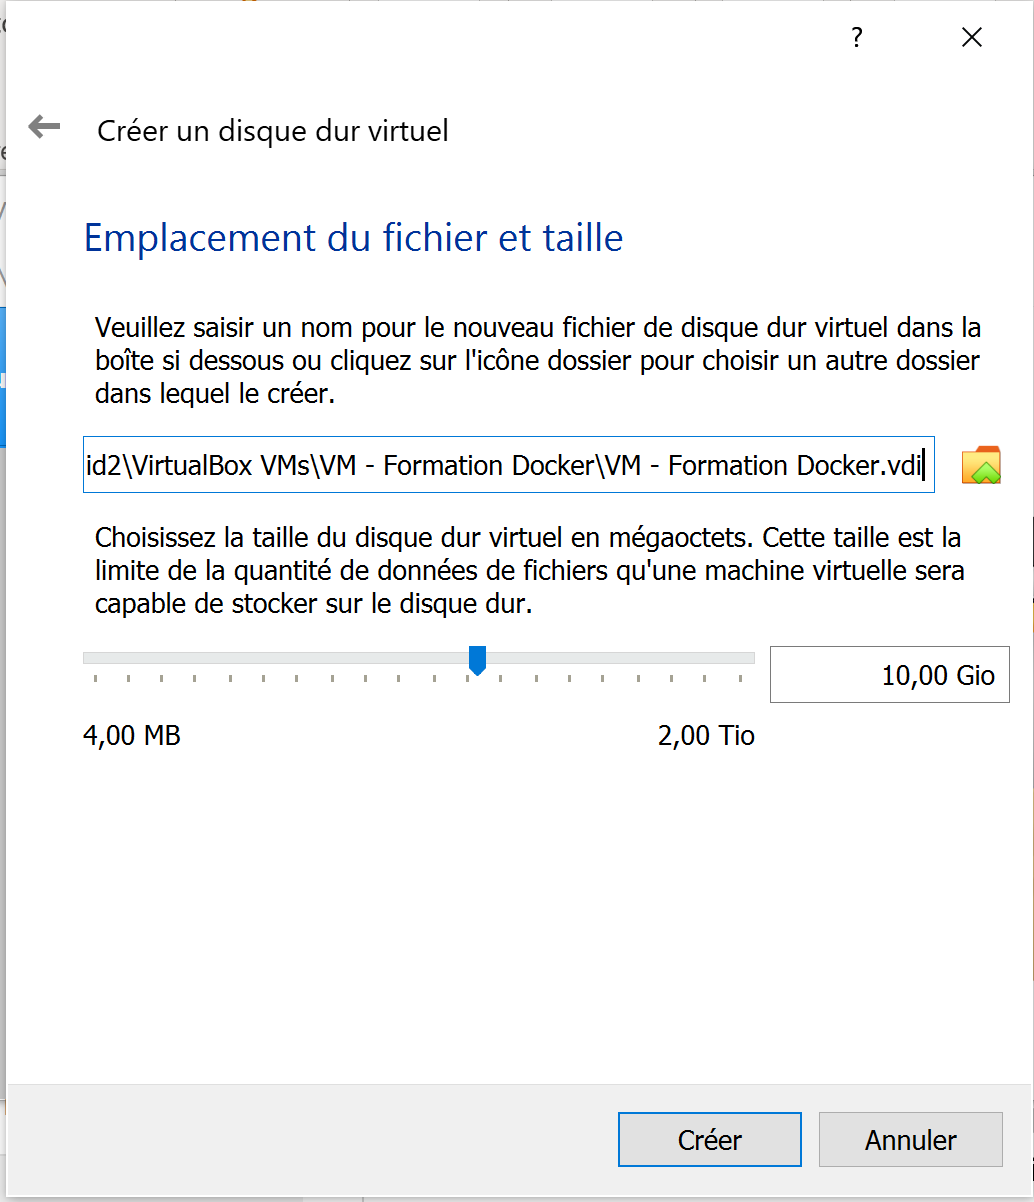 ?
Créer un disque dur virtuel
Emplacement du fichier et taille
Veuillez saisir un nom pour le nouveau fichier de disque dur virtuel dans la
boîte si dessous ou cliquez sur l'icône dossier pour choisir un autre dossier
dans lequel le créer.
id2\VirtualBox VMs\VM - Formation Docker\VM - Formation Docker.vdi
Choisissez la taille du disque dur virtuel en mégaoctets. Cette taille est la
limite de la quantité de données de fichiers qu'une machine virtuelle sera
capable de stocker sur le disque dur.
10,00 Gio
4,00 MB 2,00 Tio
Créer Annuler